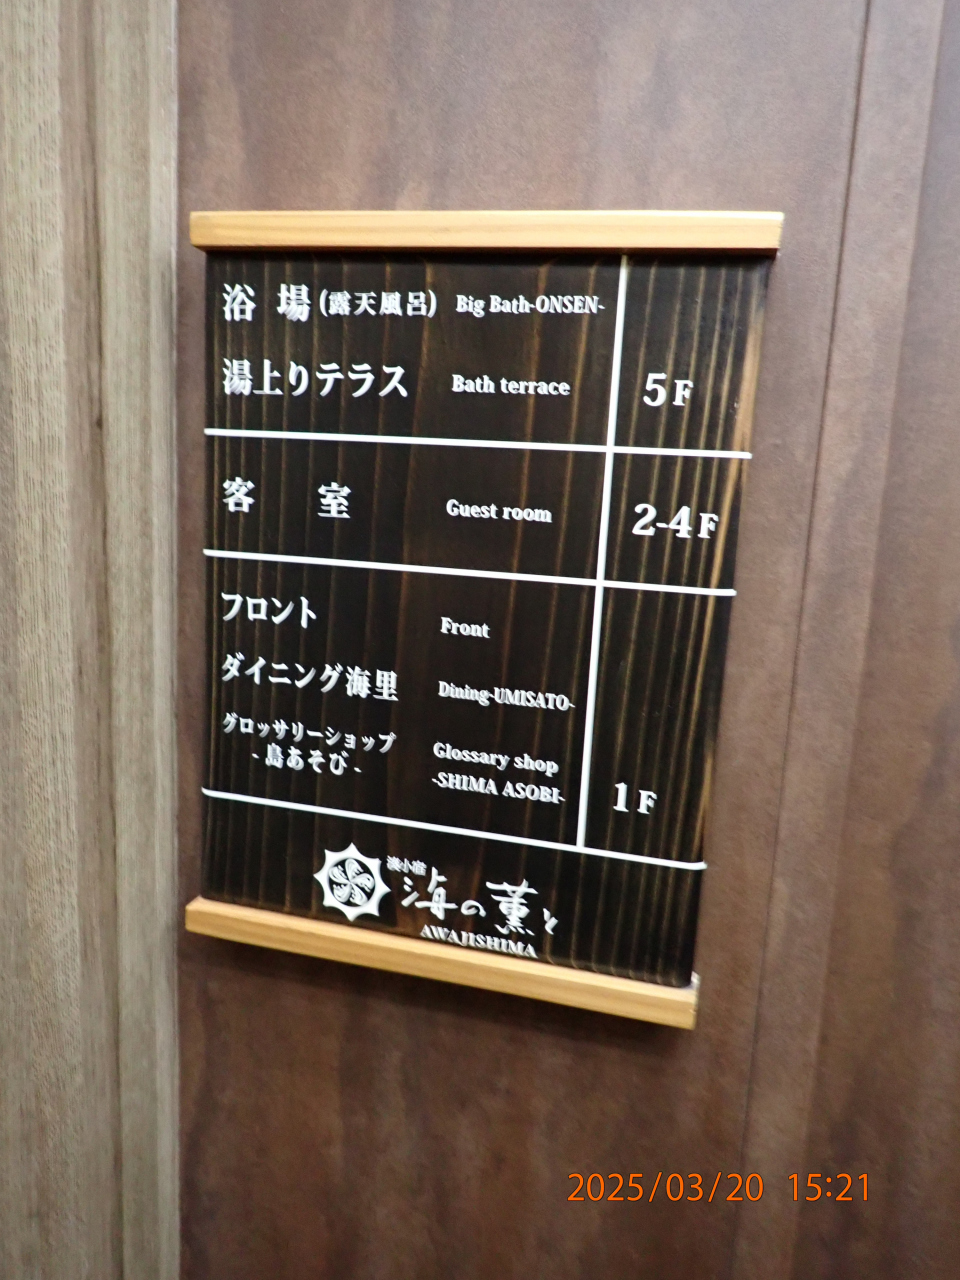 浴 場 (露天風呂) Big Bath-ONSEN-
湯上りテラス Bath terrace
5F
客 室 Guest room 2-4F
フロント Front
ダイニング海里 Dining-UMISATO-
グロッサリーショップ Glossary shop
-島あそび- -SHIMA ASOBI-
1F
渚小宿
海の薫と
AWAJISHIMA
2025/03/20 15:21